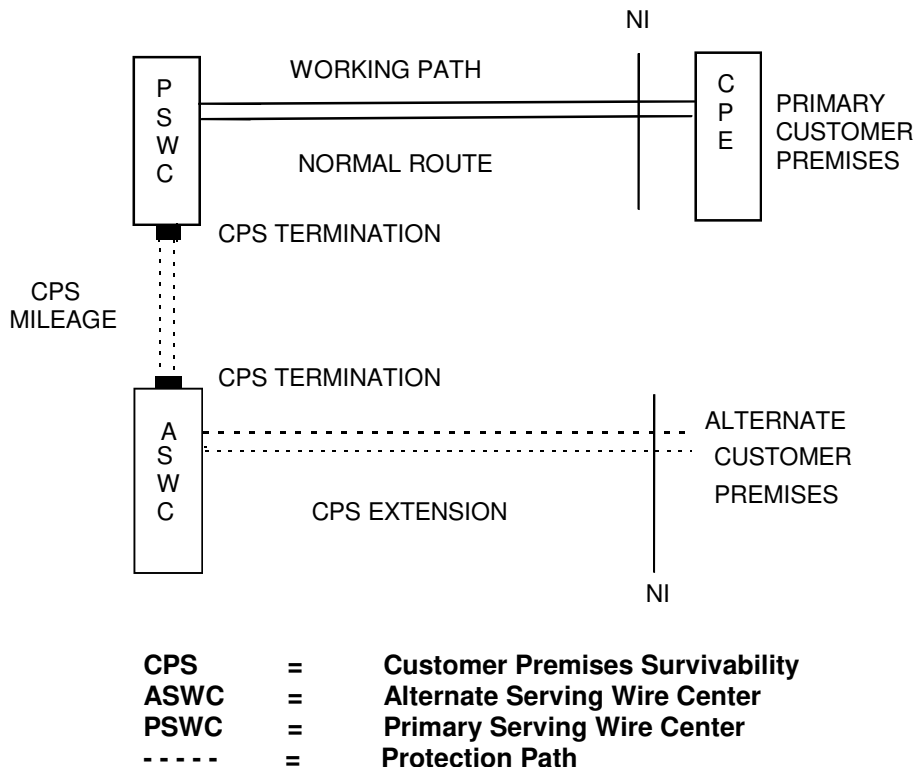 NI
WORKING PATH
P
S
W
C
C
P
E
PRIMARY
CUSTOMER
PREMISES
NORMAL ROUTE
CPS TERMINATION
CPS
MILEAGE
CPS TERMINATION
A
S
W
C
ALTERNATE
CUSTOMER
PREMISES
CPS EXTENSION
NI
CPS = Customer Premises Survivability
ASWC = Alternate Serving Wire Center
PSWC = Primary Serving Wire Center
- - - - - = Protection Path